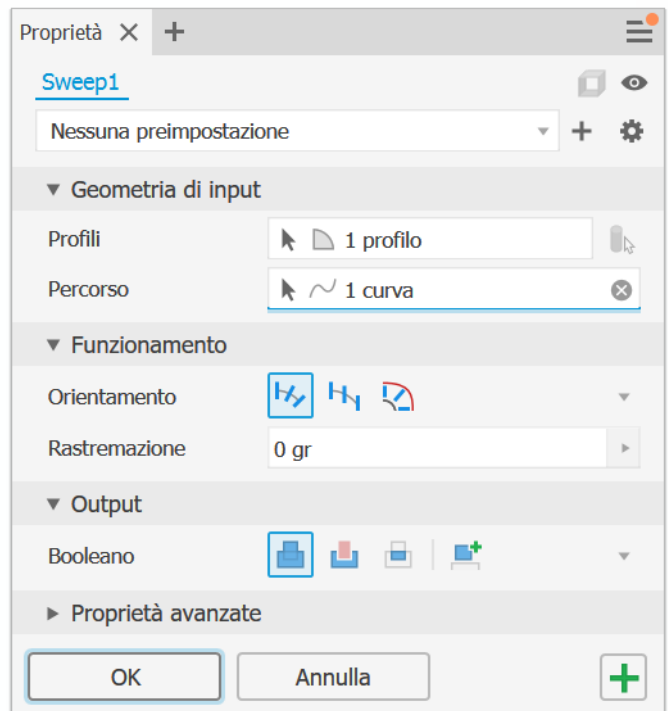 Proprietà
Sweep1
Nessuna preimpostazione
Geometria di input
Profili 1 profilo
Percorso 1 curva
Funzionamento
Orientamento
Rastremazione 0 gr
Output
Booleano
Proprietà avanzate
OK Annulla